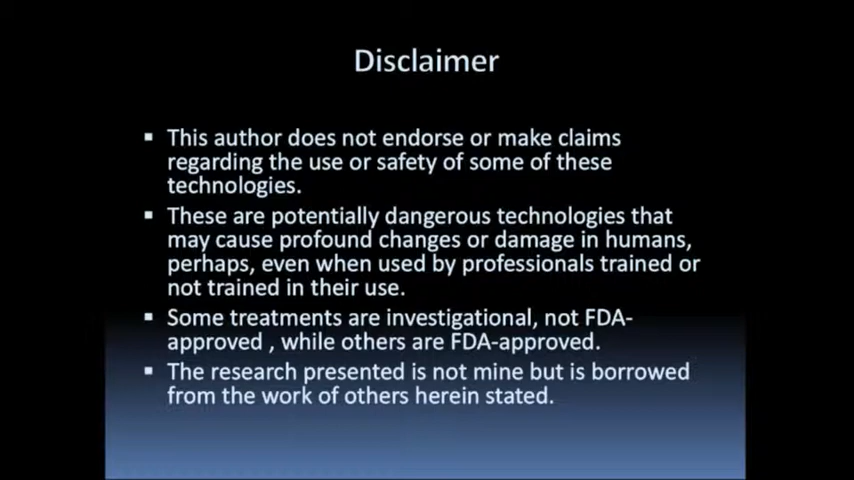 Disclaimer
▪ This author does not endorse or make claims
regarding the use or safety of some of these
technologies.
▪ These are potentially dangerous technologies that
may cause profound changes or damage in humans,
perhaps, even when used by professionals trained or
not trained in their use.
▪ Some treatments are investigational, not FDA-
approved , while others are FDA-approved.
▪ The research presented is not mine but is borrowed
from the work of others herein stated.